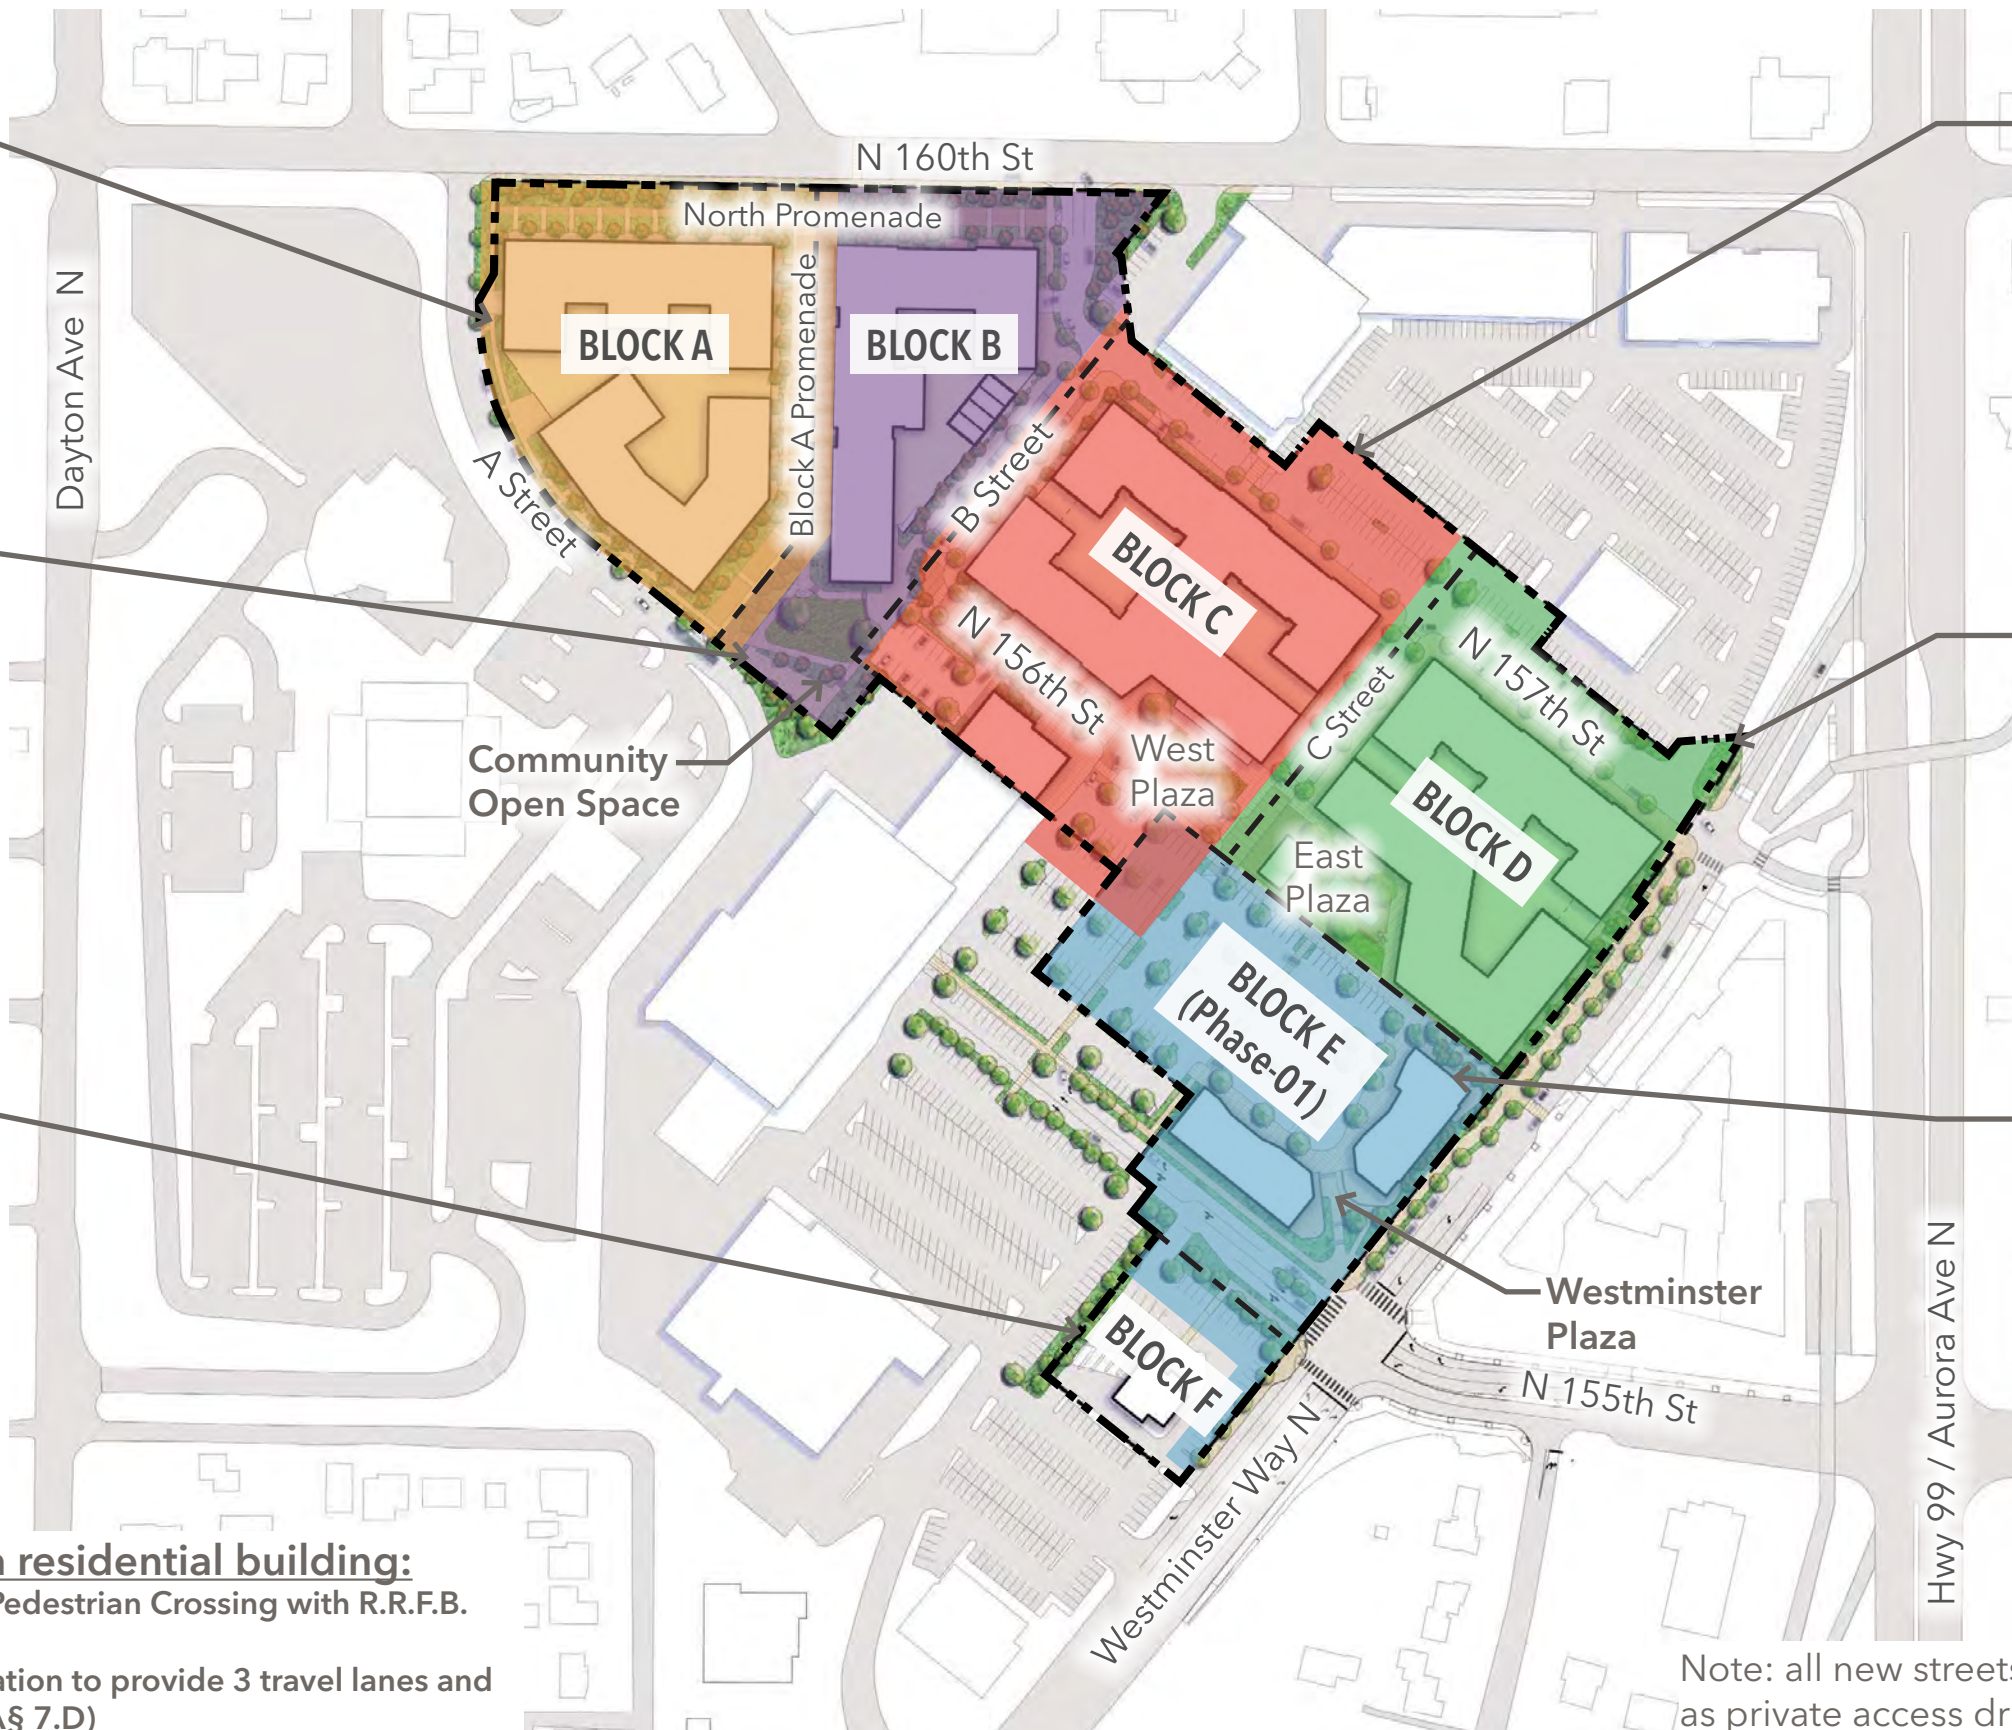 N 160th St
North Promenade
Dayton Ave N
BLOCK A
Block A Promenade
BLOCK B
A Street
B Street
BLOCK C
N 156th St
C Street
N 157th St
West
Plaza
Community
Open Space
BLOCK D
East
Plaza
BLOCK E
(Phase-01)
Westminster
Plaza
BLOCK F
N 155th St
Westminster Way N
Hwy 99 / Aurora Ave N
residential building:
Pedestrian Crossing with R.R.F.B.
ation to provide 3 travel lanes and
§ 7.D)
Note: all new streets
as private access dr